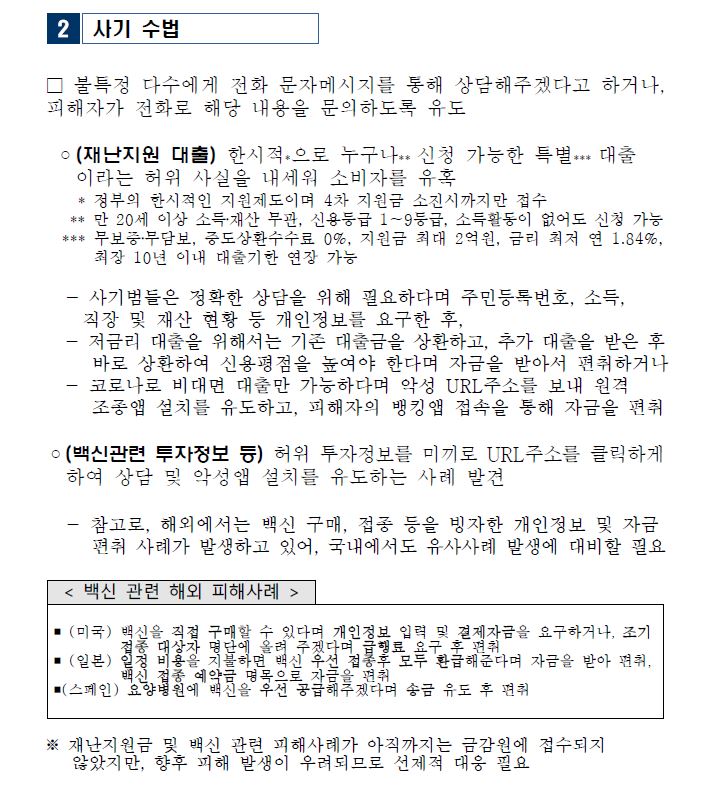 2 사기 수법
□ 불특정 다수에게 전화 문자메시지를 통해 상담해주겠다고 하거나,
피해자가 전화로 해당 내용을 문의하도록 유도
○ (재난지원 대출) 한시적*으로 누구나** 신청 가능한 특별*** 대출
이라는 허위 사실을 내세워 소비자를 유혹
* 정부의 한시적인 지원제도이며 4차 지원금 소진시까지만 접수
** 만 20세 이상 소득·재산 무관, 신용등급 1~9등급, 소득활동이 없어도 신청 가능
*** 무보증·무담보, 중도상환수수료 0%, 지원금 최대 2억원, 금리 최저 연 1.84%,
최장 10년 이내 대출기한 연장 가능
- 사기범들은 정확한 상담을 위해 필요하다며 주민등록번호, 소득,
직장 및 재산 현황 등 개인정보를 요구한 후,
- 저금리 대출을 위해서는 기존 대출금을 상환하고, 추가 대출을 받은 후
바로 상환하여 신용평점을 높여야 한다며 자금을 받아서 편취하거나
- 코로나로 비대면 대출만 가능하다며 악성 URL주소를 보내 원격
조종앱 설치를 유도하고, 피해자의 뱅킹앱 접속을 통해 자금을 편취
○ (백신관련 투자정보 등) 허위 투자정보를 미끼로 URL주소를 클릭하게
하여 상담 및 악성앱 설치를 유도하는 사례 발견
- 참고로, 해외에서는 백신 구매, 접종 등을 빙자한 개인정보 및 자금
편취 사례가 발생하고 있어, 국내에서도 유사사례 발생에 대비할 필요
< 백신 관련 해외 피해사례 >
▪ (미국) 백신을 직접 구매할 수 있다며 개인정보 입력 및 결제자금을 요구하거나, 조기
접종 대상자 명단에 올려 주겠다며 급행료 요구 후 편취
▪ (일본) 일정 비용을 지불하면 백신 우선 접종후 모두 환급해준다며 자금을 받아 편취,
백신 접종 예약금 명목으로 자금을 편취
▪(스페인) 요양병원에 백신을 우선 공급해주겠다며 송금 유도 후 편취
※ 재난지원금 및 백신 관련 피해사례가 아직까지는 금감원에 접수되지
않았지만, 향후 피해 발생이 우려되므로 선제적 대응 필요